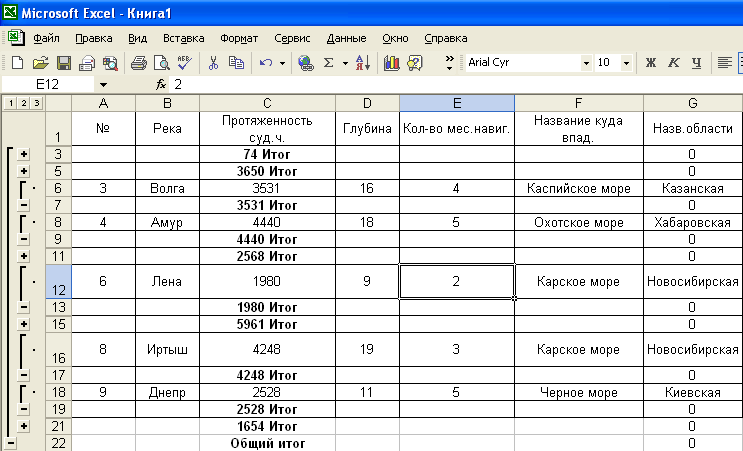 Microsoft Excel - Книга1
Файл Правка Вид Вставка Формат Сервис Данные Окно Справка
Arial Cyr 10 Ж К Ч
E12 fx 2
1 2 3 A B C D E F G
1 № Река Протяженность суд.ч. Глубина Кол-во мес.навиг. Название куда впад. Назв.области
3 74 Итог 0
5 3650 Итог 0
6 3 Волга 3531 16 4 Каспийское море Казанская
7 3531 Итог 0
8 4 Амур 4440 18 5 Охотское море Хабаровская
9 4440 Итог 0
11 2568 Итог 0
12 6 Лена 1980 9 2 Карское море Новосибирская
13 1980 Итог 0
15 5961 Итог 0
16 8 Иртыш 4248 19 3 Карское море Новосибирская
17 4248 Итог 0
18 9 Днепр 2528 11 5 Черное море Киевская
19 2528 Итог 0
21 1654 Итог 0
22 Общий итог 0